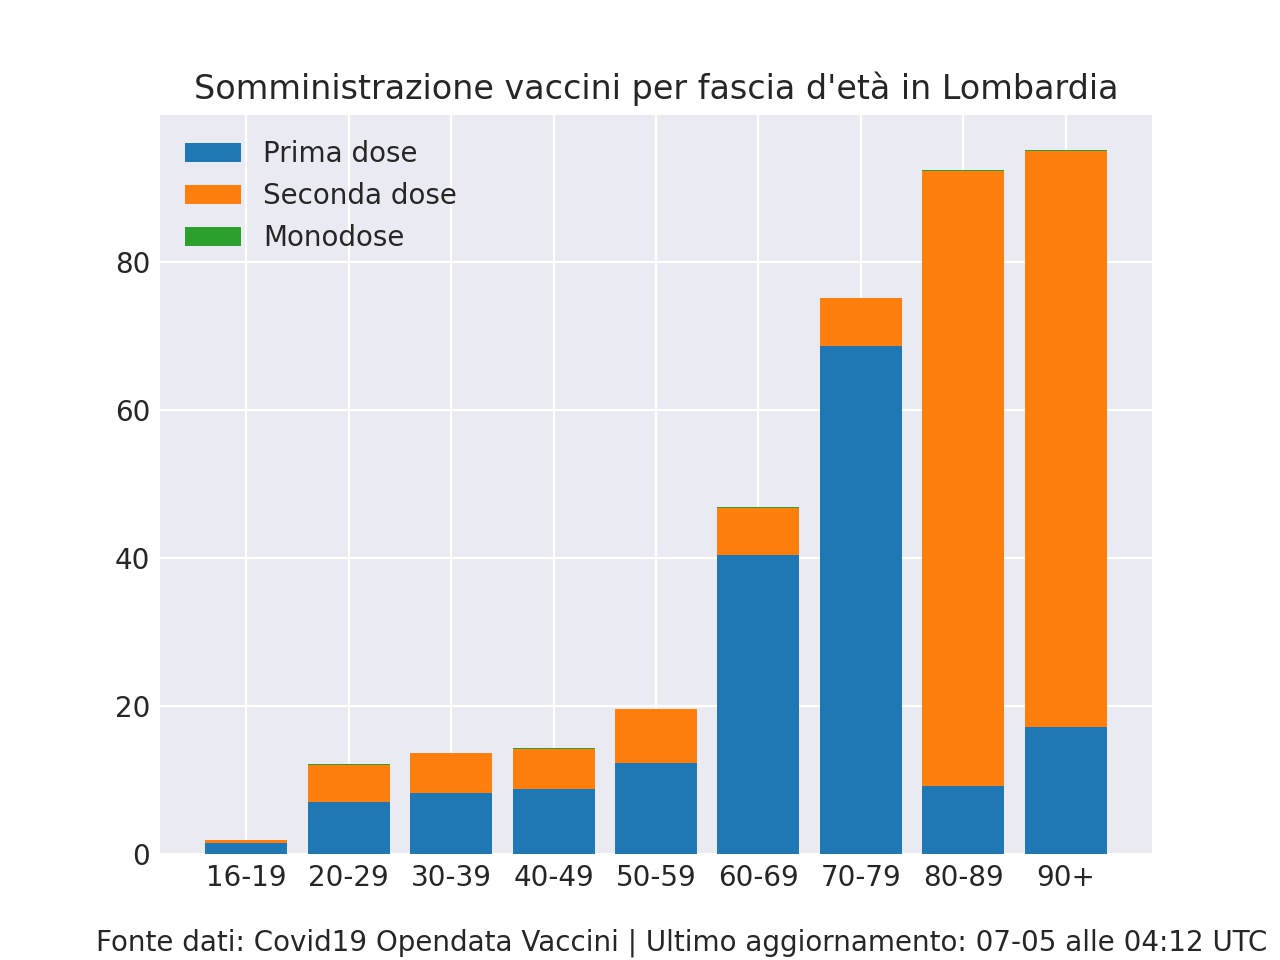 Somministrazione vaccini per fascia d'età in Lombardia
Prima dose
Seconda dose
Monodose
80
60
40
20
0
16-19 20-29 30-39 40-49 50-59 60-69 70-79 80-89 90+
Fonte dati: Covid19 Opendata Vaccini | Ultimo aggiornamento: 07-05 alle 04:12 UTC